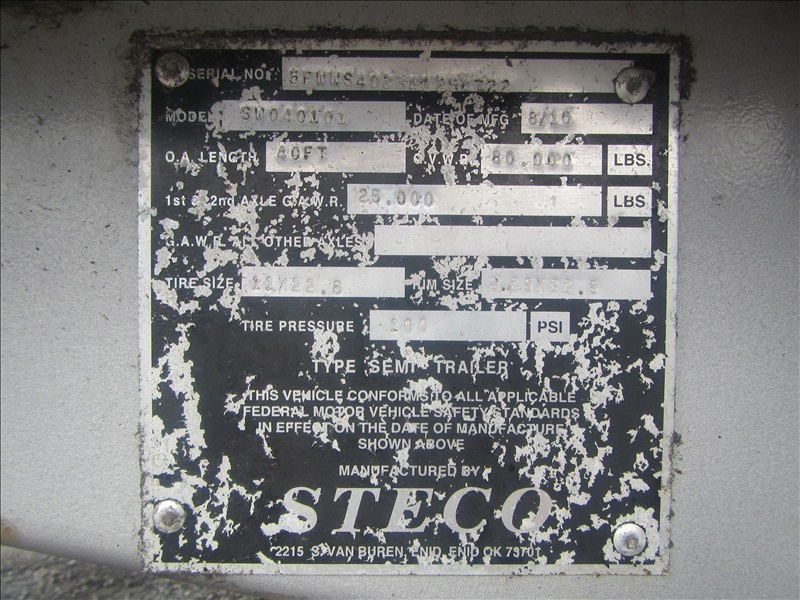 SERIAL NO.
MODEL SW040101 DATE OF MFG 8/16
O.A. LENGTH 40FT G.V.W.R. 80.000 LBS.
1st & 2nd AXLE G.A.W.R. 25.000 LBS
G.A.W.R. ALL OTHER AXLES
TIRE SIZE 11X22.5 RIM SIZE
TIRE PRESSURE 100 PSI
TYPE SEMI TRAILER
THIS VEHICLE CONFORMS TO ALL APPLICABLE
FEDERAL MOTOR VEHICLE SAFETY STANDARDS
IN EFFECT ON THE DATE OF MANUFACTURE
SHOWN ABOVE
MANUFACTURED BY
STECO
2215 S. VAN BUREN, ENID, ENID OK 73701